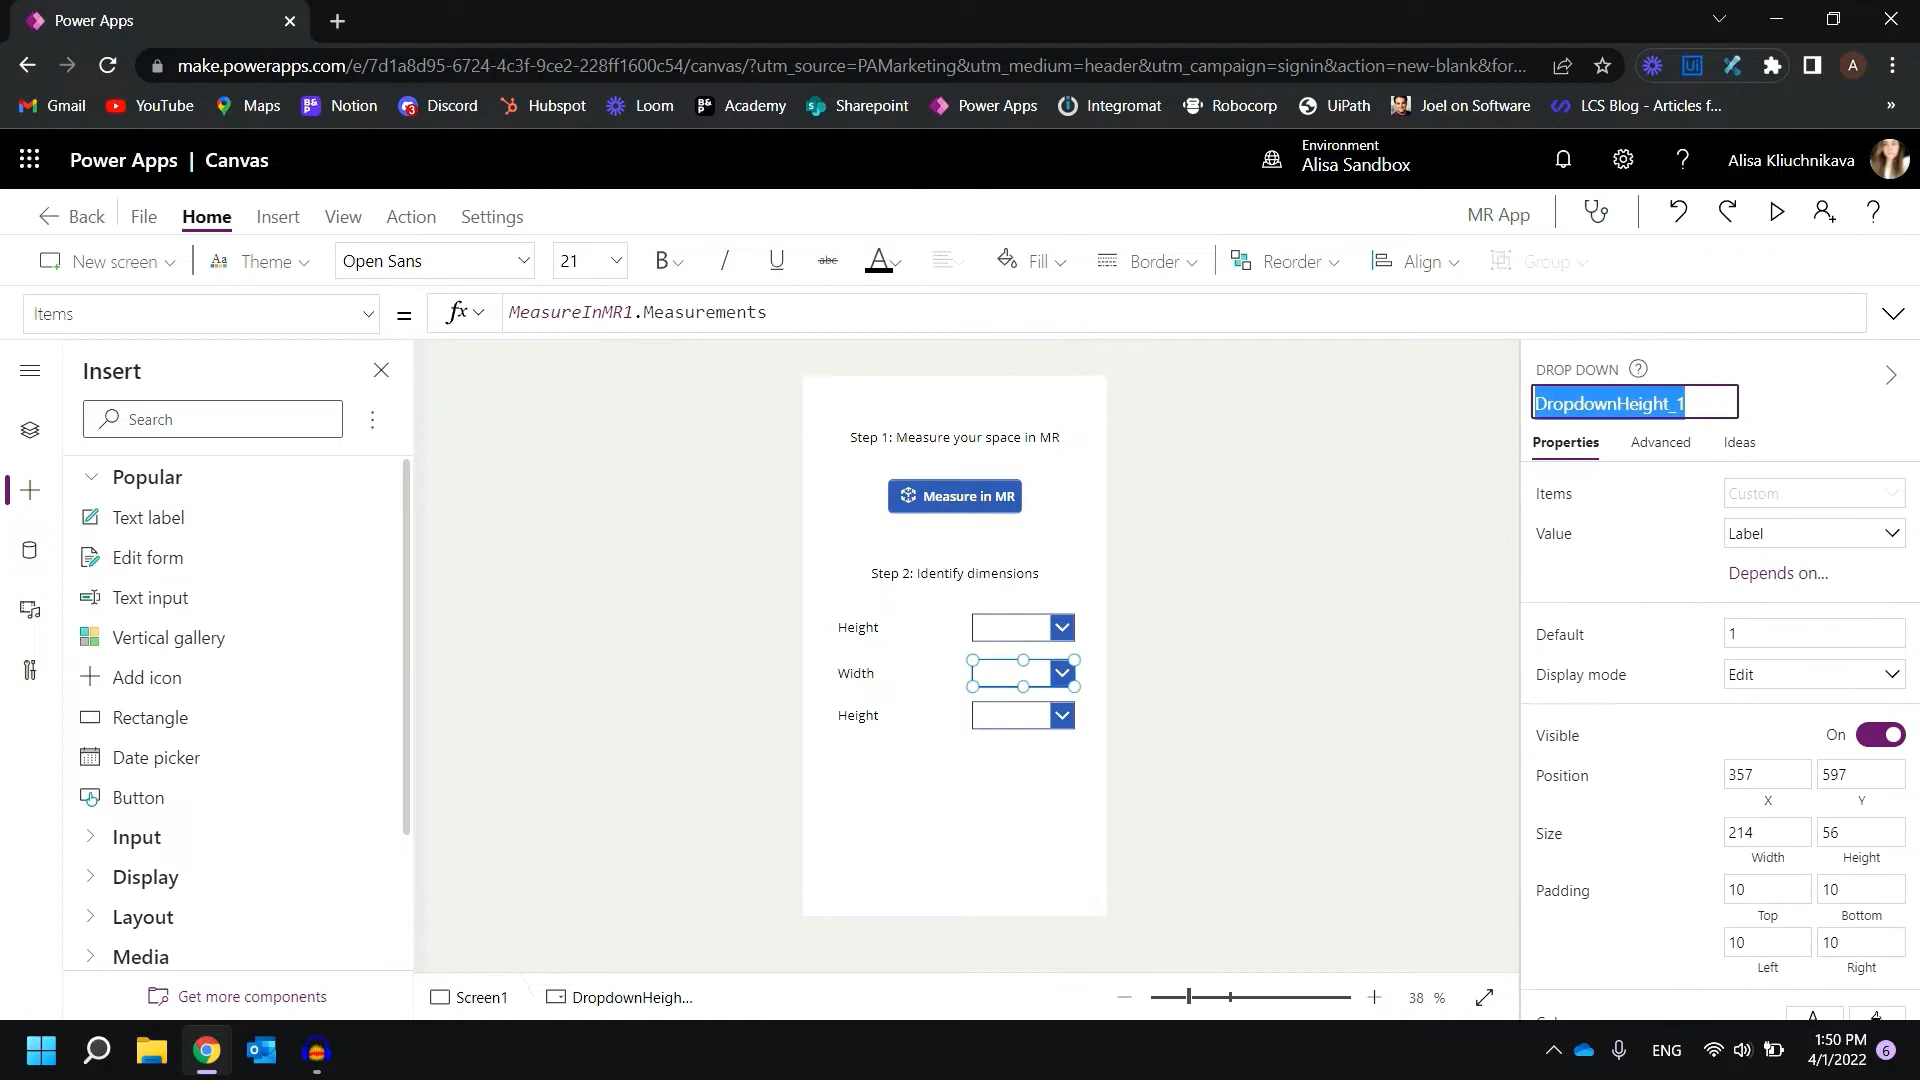 Power Apps
make.powerapps.com/e/7d1a8d95-6724-4c3f-9ce2-228ff1600c54/canvas/?utm_source=PAMarketing&utm_medium=header&utm_campaign=signin&action=new-blank&for...
A
Gmail YouTube Maps B&P Notion 3 Discord Hubspot Loom B&P Academy Sharepoint Power Apps Integromat Robocorp UiPath Joel on Software LCS Blog - Articles f... »
Power Apps | Canvas
Environment
Alisa Sandbox
? Alisa Kliuchnikava
Back File Home Insert View Action Settings MR App ?
New screen Aa Theme Open Sans 21 B / U abc A Fill Border Reorder Align Group
Items = fx MeasureInMR1.Measurements
Insert
Search
Popular
Text label
Edit form
Text input
Vertical gallery
Add icon
Rectangle
Date picker
Button
Input
Display
Layout
Media
Get more components
Step 1: Measure your space in MR
Measure in MR
Step 2: Identify dimensions
Height
Width
Height
Screen1 DropdownHeigh... 38 %
DROP DOWN ?
DropdownHeight_1
Properties Advanced Ideas
Items Custom
Value Label
Depends on...
Default 1
Display mode Edit
Visible On
Position 357 597
X Y
Size 214 56
Width Height
Padding 10 10
Top Bottom
10 10
Left Right
ENG 1:50 PM
4/1/2022 6